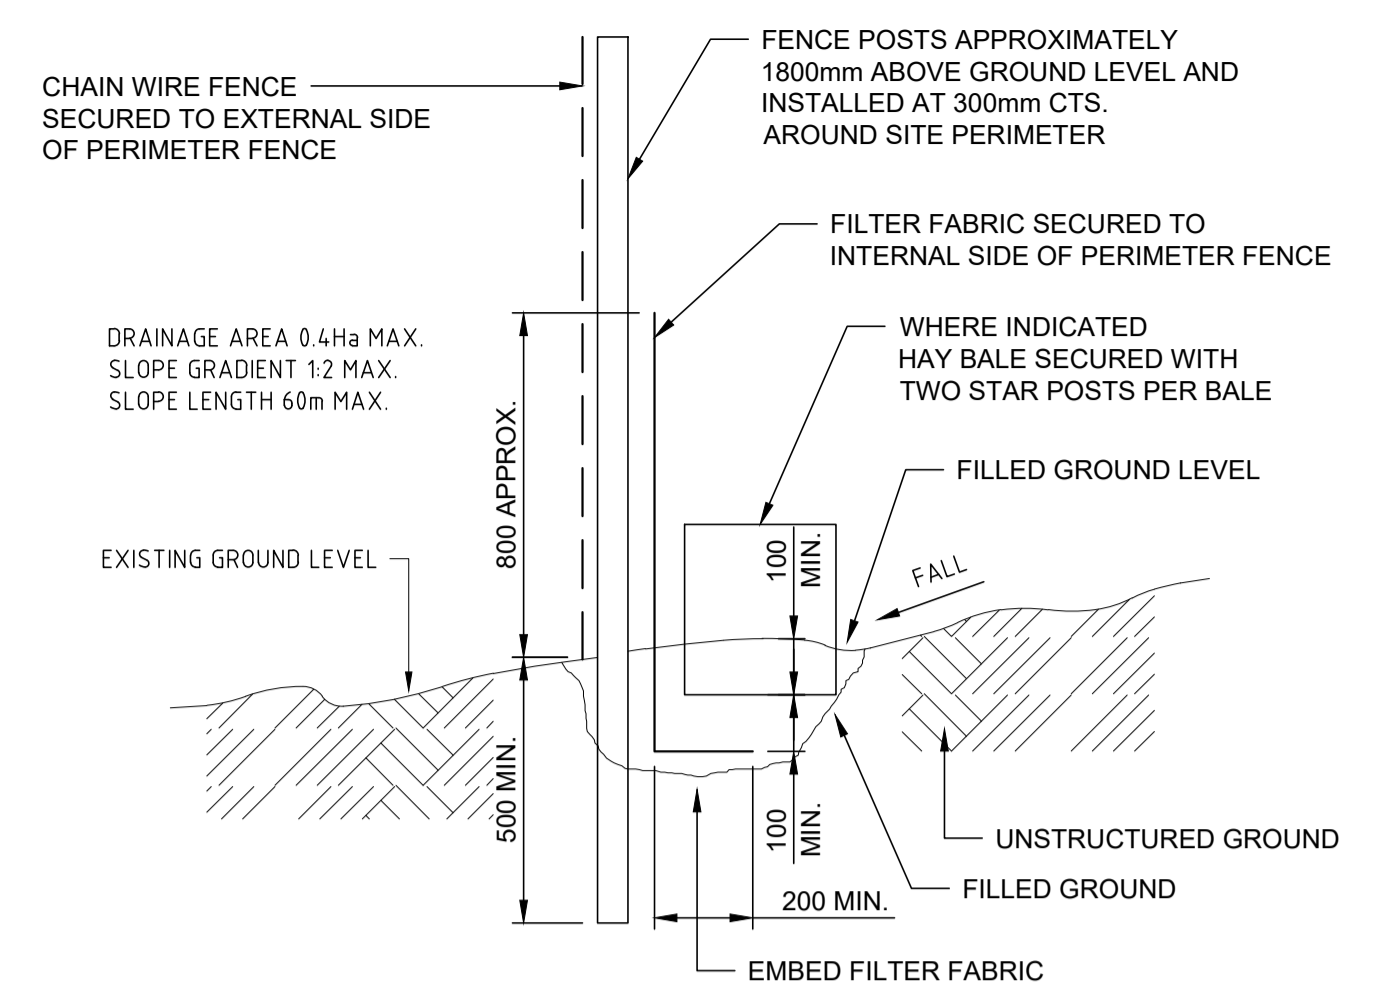 FENCE POSTS APPROXIMATELY
1800mm ABOVE GROUND LEVEL AND
INSTALLED AT 300mm CTS.
AROUND SITE PERIMETER
CHAIN WIRE FENCE
SECURED TO EXTERNAL SIDE
OF PERIMETER FENCE
FILTER FABRIC SECURED TO
INTERNAL SIDE OF PERIMETER FENCE
DRAINAGE AREA 0.4Ha MAX.
SLOPE GRADIENT 1:2 MAX.
SLOPE LENGTH 60m MAX.
WHERE INDICATED
HAY BALE SECURED WITH
TWO STAR POSTS PER BALE
800 APPROX.
FILLED GROUND LEVEL
EXISTING GROUND LEVEL
100
MIN.
FALL
500 MIN.
100
MIN.
UNSTRUCTURED GROUND
FILLED GROUND
200 MIN.
EMBED FILTER FABRIC